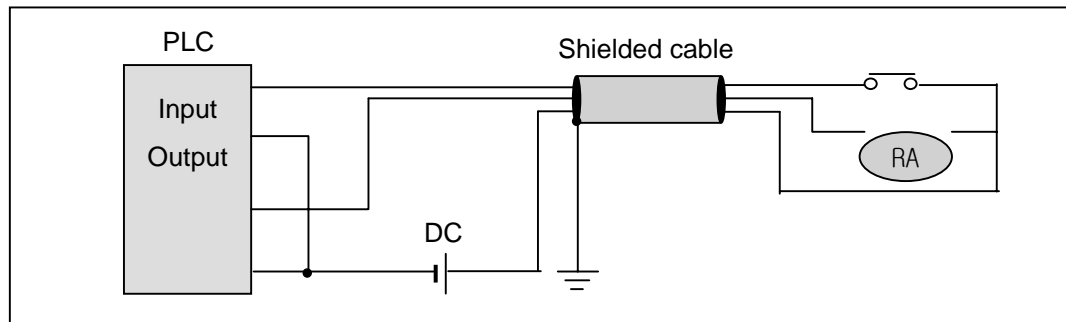 PLC
Shielded cable
Input
Output
RA
DC